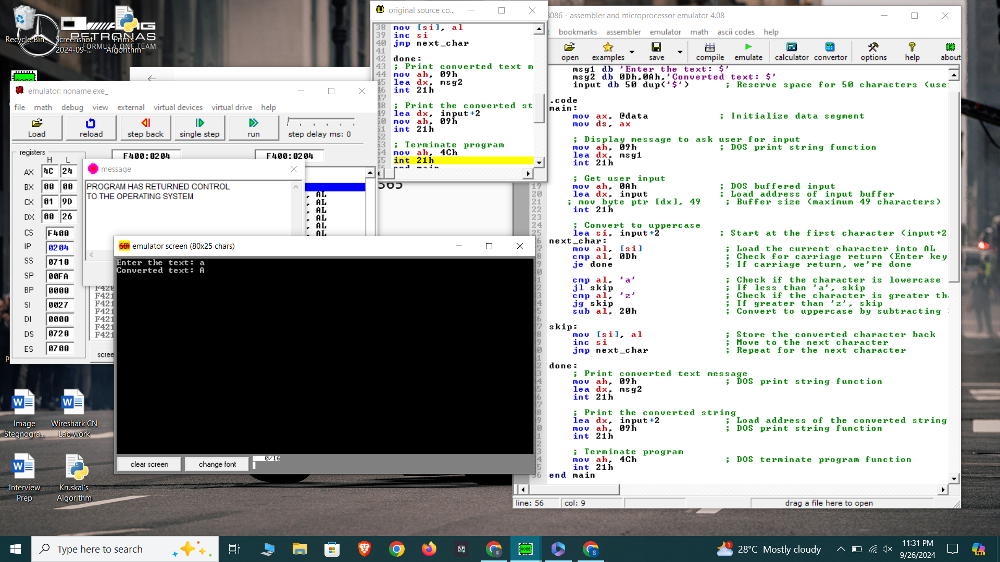 Recycle Bin
Screenshot
2024-09-...
Prim's
Algorithm
AMG
PETRONAS
FORMULA ONE TEAM
original source co...
38 mov [si], al
39 inc si
40 jmp next_char
41
42 done:
43 ; Print converted text m
44 mov ah, 09h
45 lea dx, msg2
46 int 21h
47
48 ; Print the converted st
49 lea dx, input+2
50 mov ah, 09h
51 int 21h
52
53 ; Terminate program
54 mov ah, 4Ch
55 int 21h
8086 - assembler and microprocessor emulator 4.08
bookmarks assembler emulator math ascii codes help
open examples save compile emulate calculator convertor options help about
msg1 db 'Enter the text: $'
msg2 db 0Dh,0Ah,'Converted text: $'
input db 50 dup('$') ; Reserve space for 50 characters (use
.code
main:
mov ax, @data ; Initialize data segment
mov ds, ax
; Display message to ask user for input
mov ah, 09h ; DOS print string function
lea dx, msg1
int 21h
; Get user input
19 mov ah, 0Ah ; DOS buffered input
20 lea dx, input ; Load address of input buffer
21 ; mov byte ptr [dx], 49 ; Buffer size (maximum 49 characters)
22 int 21h
23
24 ; Convert to uppercase
25 lea si, input+2 ; Start at the first character (input+2
next_char:
mov al, [si] ; Load the current character into AL
cmp al, 0Dh ; Check for carriage return (Enter key
je done ; If carriage return, we're done
cmp al, 'a' ; Check if the character is lowercase
jl skip ; If less than 'a', skip
cmp al, 'z' ; Check if the character is greater th
jg skip ; If greater than 'z', skip
sub al, 20h ; Convert to uppercase by subtracting
skip:
mov [si], al ; Store the converted character back
inc si ; Move to the next character
jmp next_char ; Repeat for the next character
done:
; Print converted text message
mov ah, 09h ; DOS print string function
lea dx, msg2
int 21h
; Print the converted string
lea dx, input+2 ; Load address of the converted string
mov ah, 09h ; DOS print string function
int 21h
; Terminate program
mov ah, 4Ch ; DOS terminate program function
int 21h
end main
line: 56 col: 9 drag a file here to open
emulator: noname.exe_
file math debug view external virtual devices virtual drive help
Load reload step back single step run step delay ms: 0
registers
H L
F400:0204 F400:0204
AX 4C 24
BX 00 00
CX 01 9D
DX 00 26
CS F400
IP 0204
SS 0710
SP 00FA
BP 0000
SI 0027
DI 0000
DS 0720
ES 0700
message
PROGRAM HAS RETURNED CONTROL
TO THE OPERATING SYSTEM
, AL
, AL
, AL
, AL
, AL
, AL
365
F420
F421
F421
F421
F421
F421
F421
scree
emulator screen (80x25 chars)
Enter the text: a
Converted text: A
clear screen change font 0/16
Image
Stegnogra...
Wireshark CN
Lab work
Interview
Prep
Kruskal's
Algorithm
Type here to search
8086
28°C Mostly cloudy
11:31 PM
9/26/2024
PRE